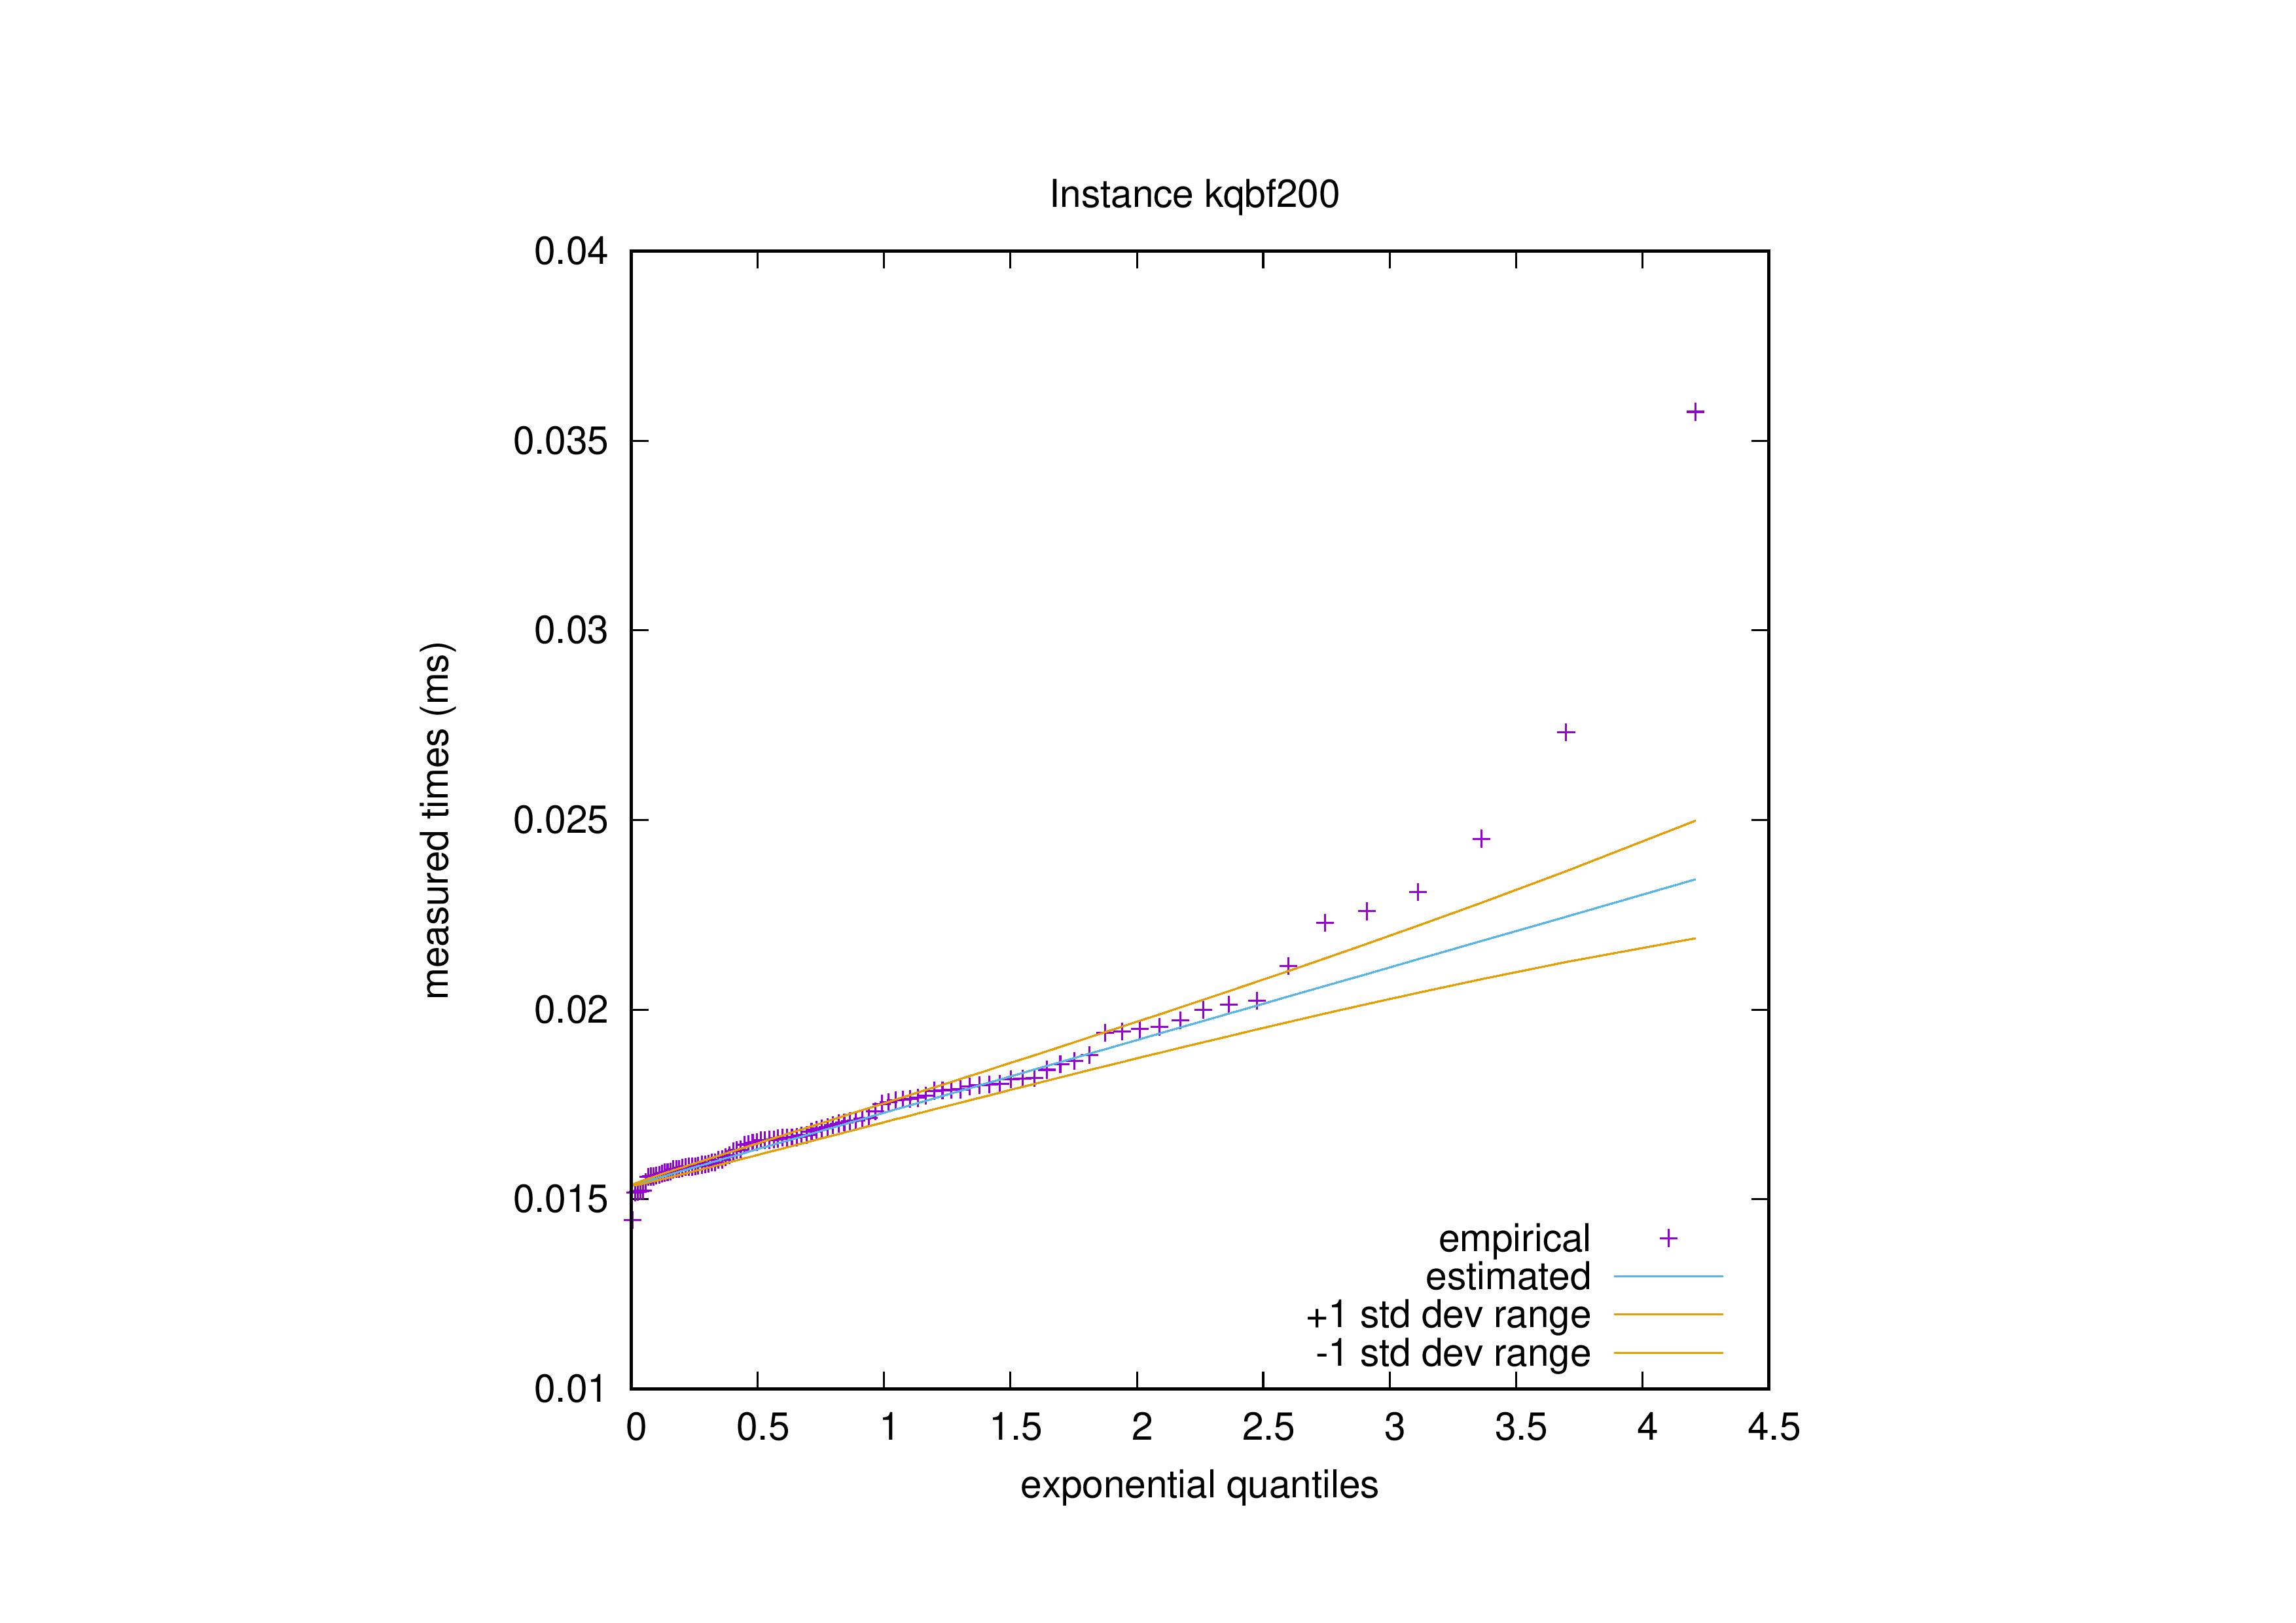 Instance kqbf200
0.04
0.035
0.03
0.025
0.02
0.015
0.01
measured times (ms)
empirical
estimated
+1 std dev range
-1 std dev range
0 0.5 1 1.5 2 2.5 3 3.5 4 4.5
exponential quantiles